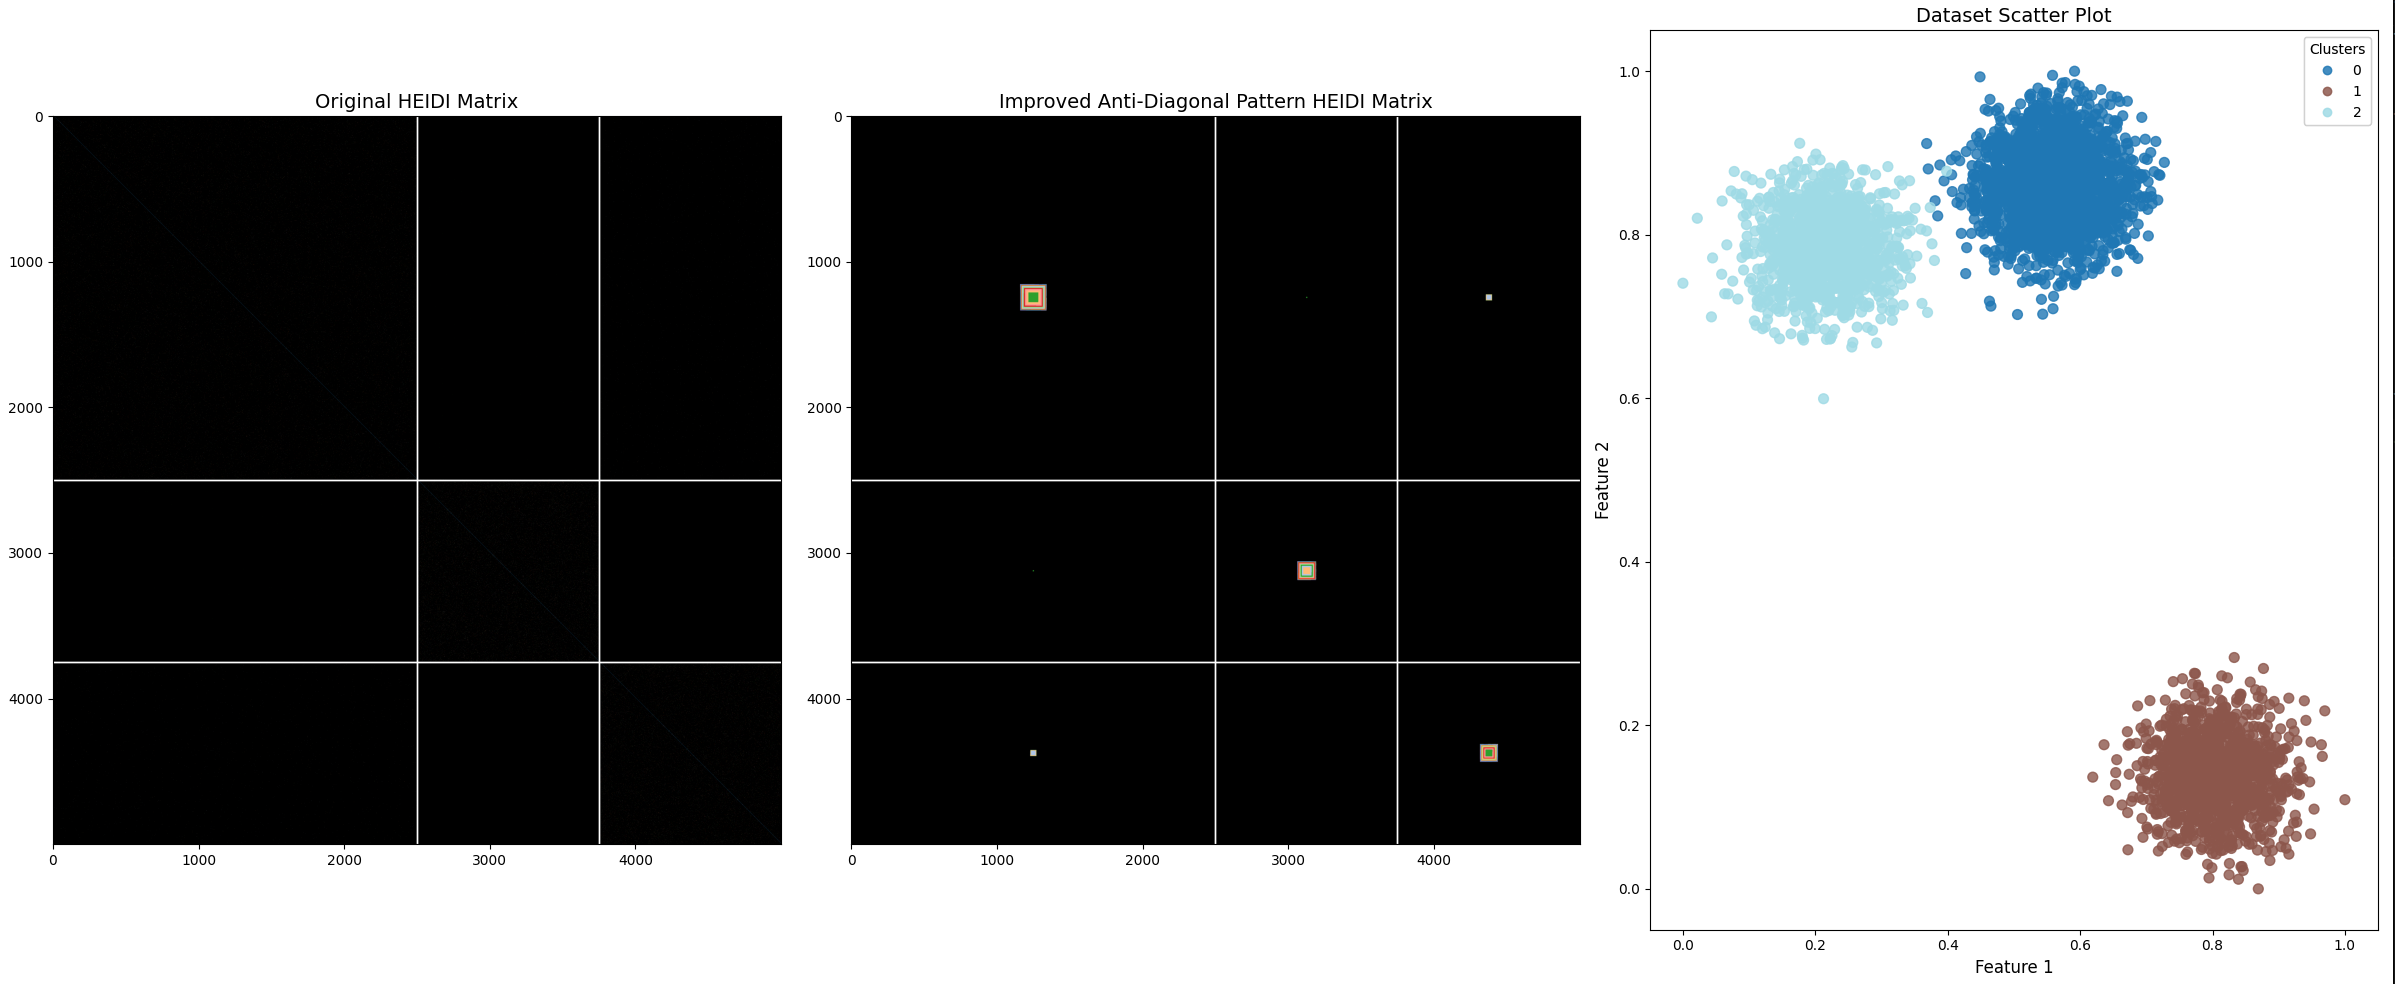 Original HEIDI Matrix
0
1000
2000
3000
4000
0 1000 2000 3000 4000
Improved Anti-Diagonal Pattern HEIDI Matrix
0
1000
2000
3000
4000
0 1000 2000 3000 4000
Dataset Scatter Plot
Clusters
0
1
2
1.0
0.8
0.6
0.4
0.2
0.0
Feature 2
0.0 0.2 0.4 0.6 0.8 1.0
Feature 1